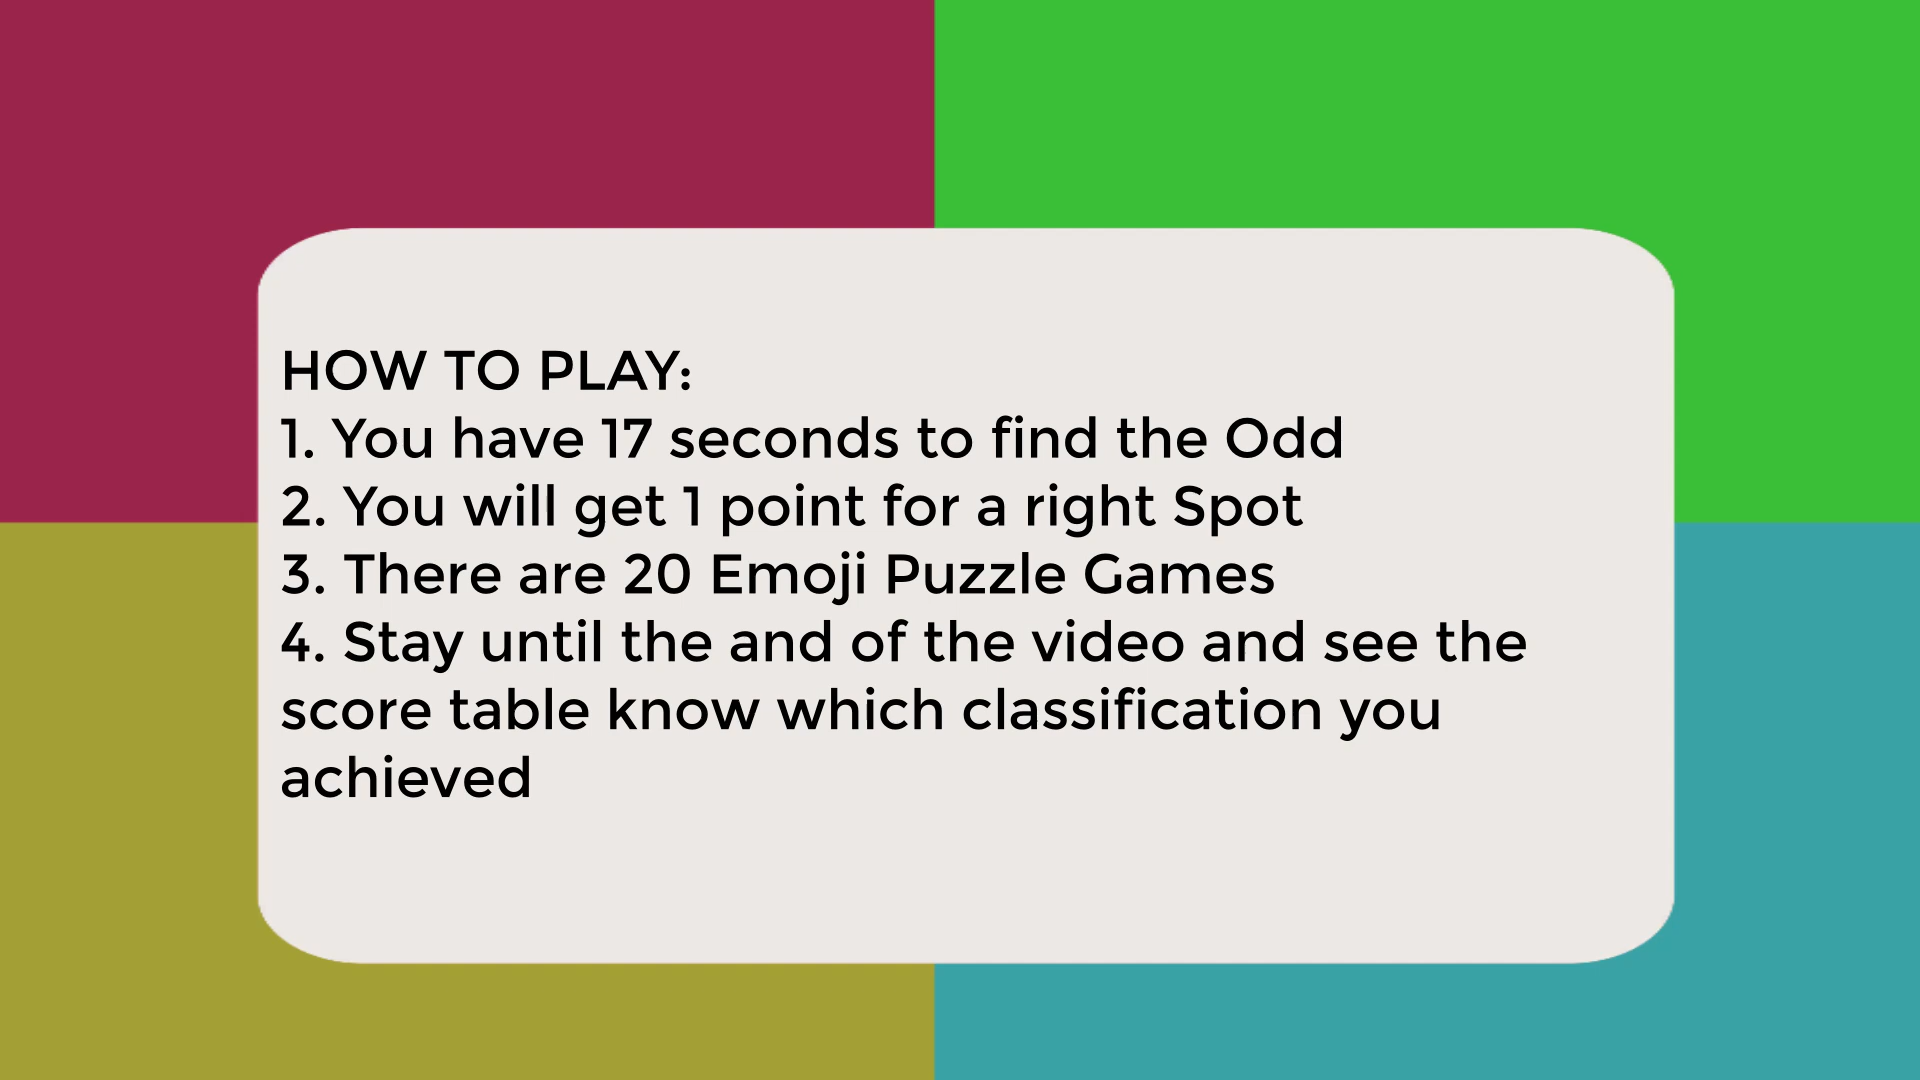 HOW TO PLAY:
1. You have 17 seconds to find the Odd
2. You will get 1 point for a right Spot
3. There are 20 Emoji Puzzle Games
4. Stay until the and of the video and see the
score table know which classification you
achieved